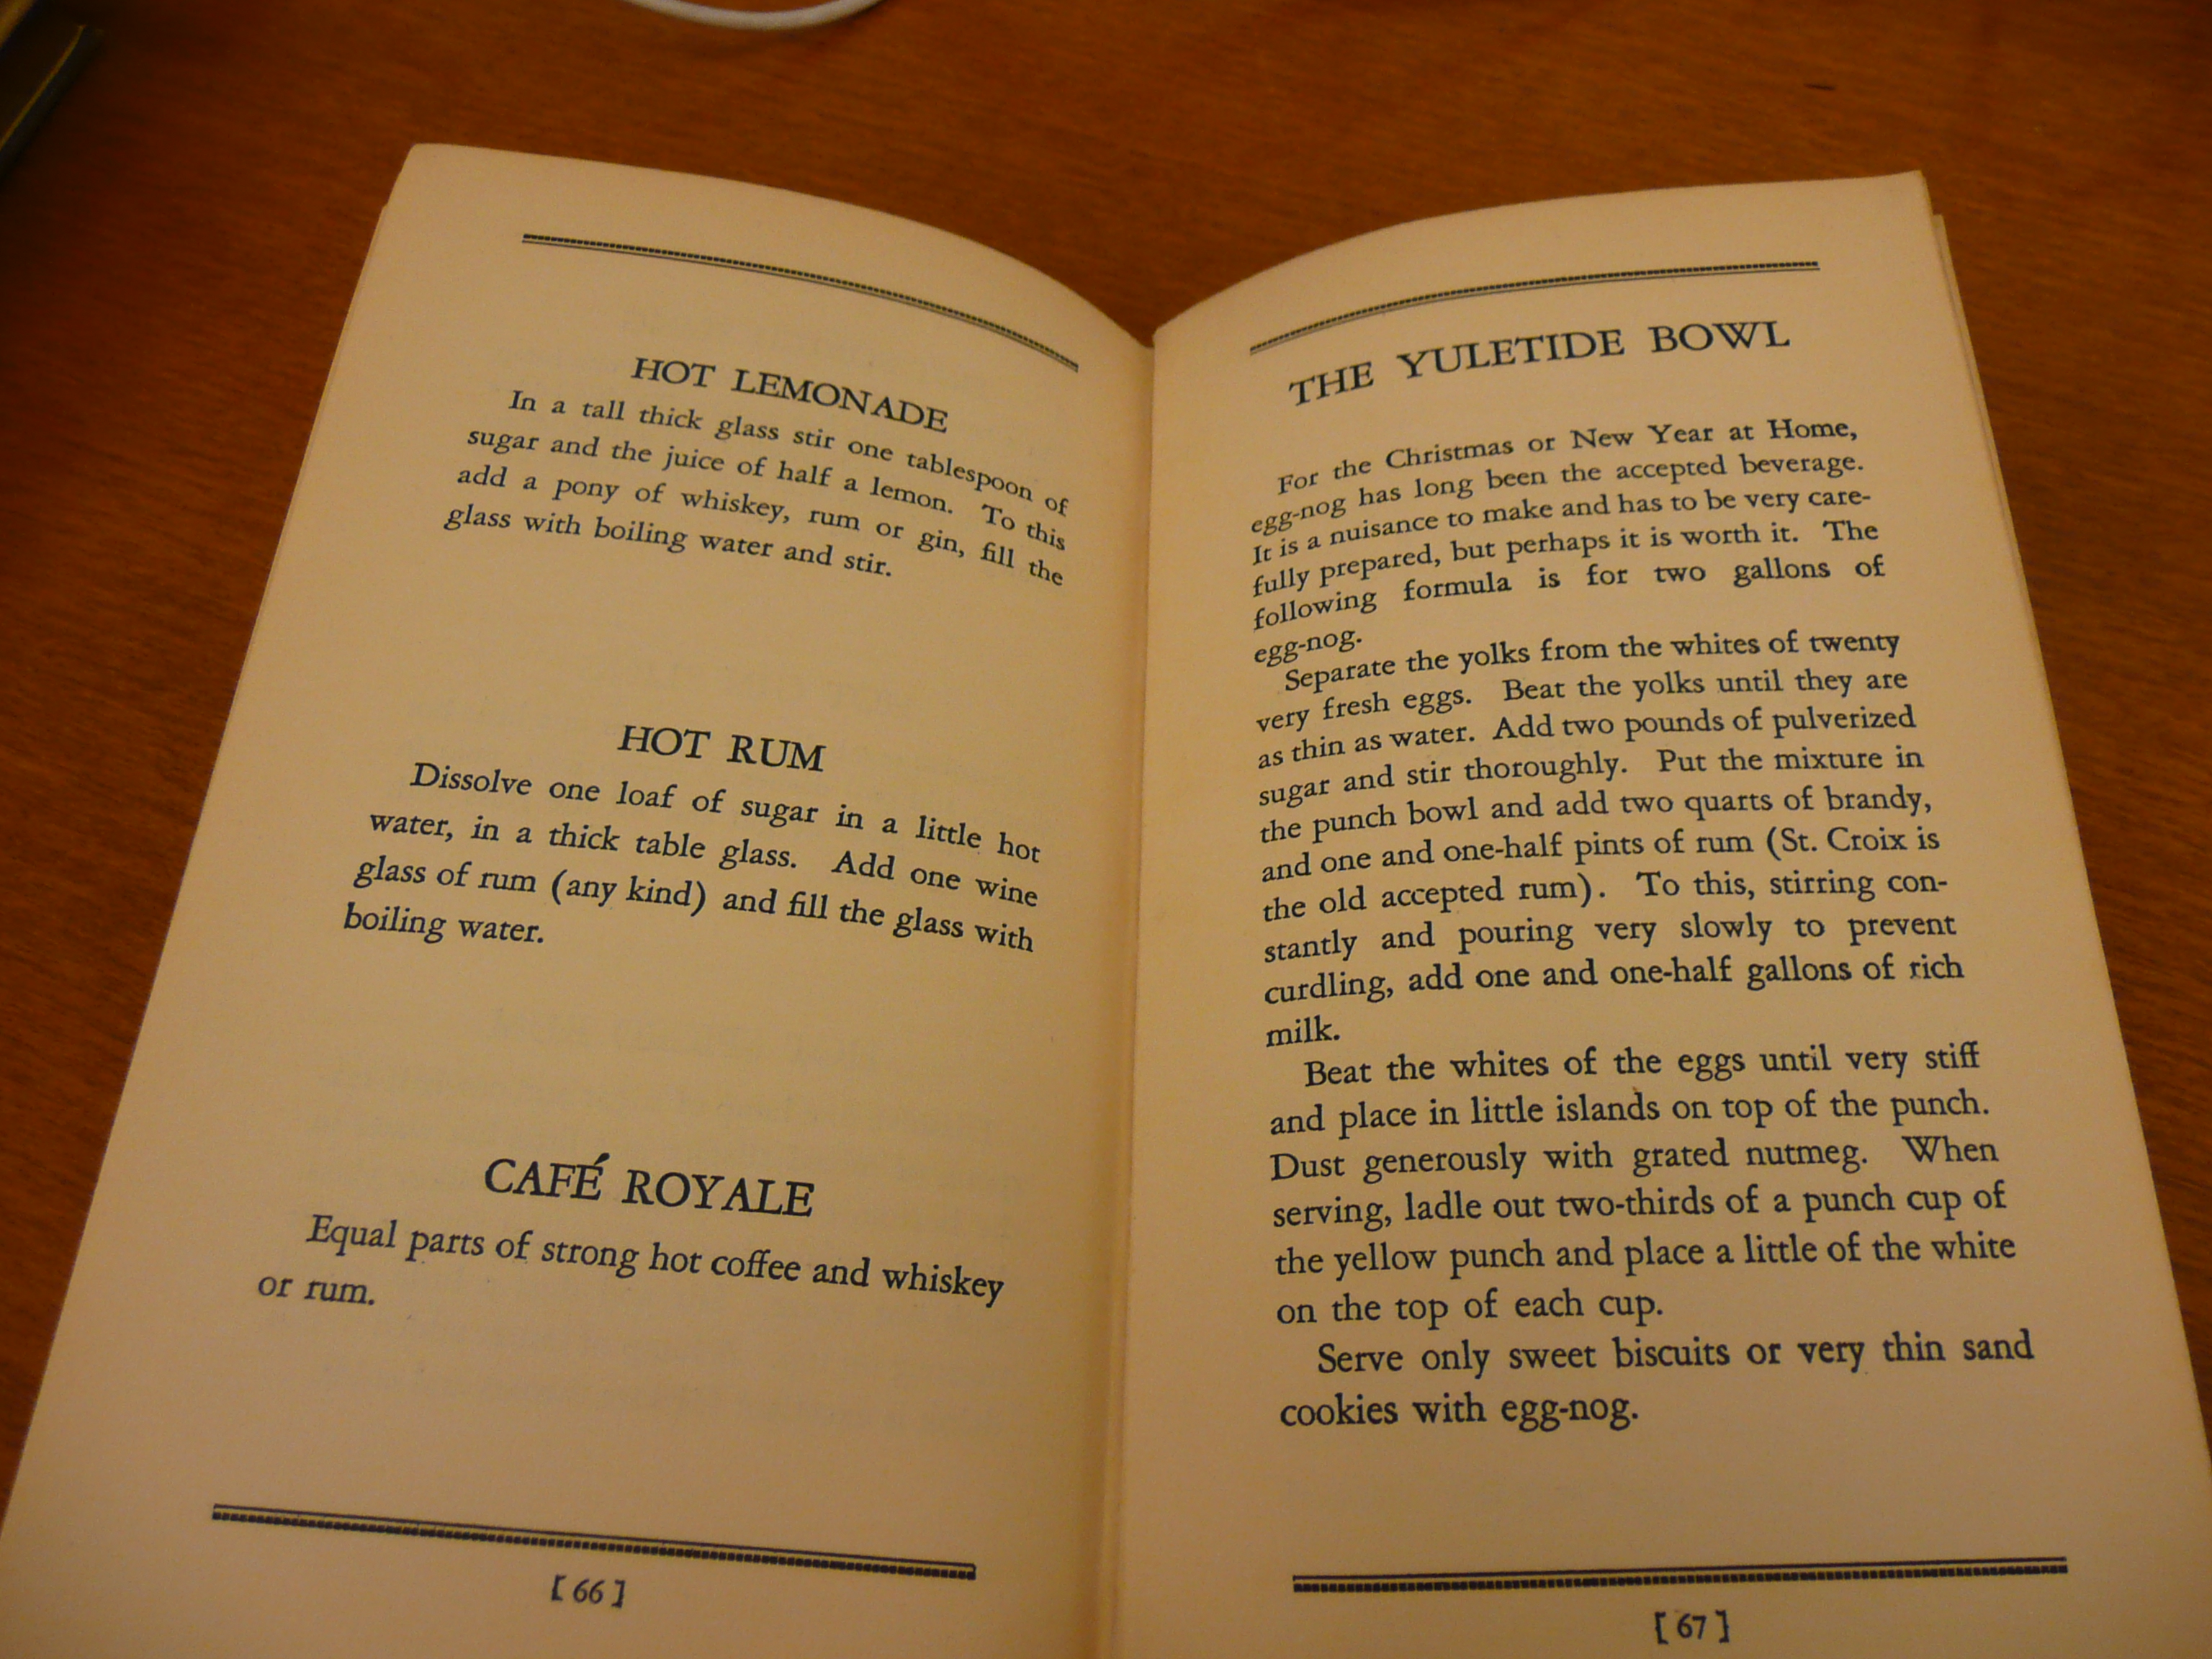 HOT LEMONADE
In a tall thick glass stir one tablespoon of
sugar and the juice of half a lemon. To this
add a pony of whiskey, rum or gin, fill the
glass with boiling water and stir.
HOT RUM
Dissolve one loaf of sugar in a little hot
water, in a thick table glass. Add one wine
glass of rum (any kind) and fill the glass with
boiling water.
CAFÉ ROYALE
Equal parts of strong hot coffee and whiskey
or rum.
[66]
THE YULETIDE BOWL
For the Christmas or New Year at Home,
egg-nog has long been the accepted beverage.
It is a nuisance to make and has to be very care-
fully prepared, but perhaps it is worth it. The
following formula is for two gallons of
egg-nog.
Separate the yolks from the whites of twenty
very fresh eggs. Beat the yolks until they are
as thin as water. Add two pounds of pulverized
sugar and stir thoroughly. Put the mixture in
the punch bowl and add two quarts of brandy,
and one and one-half pints of rum (St. Croix is
the old accepted rum). To this, stirring con-
stantly and pouring very slowly to prevent
curdling, add one and one-half gallons of rich
milk.
Beat the whites of the eggs until very stiff
and place in little islands on top of the punch.
Dust generously with grated nutmeg. When
serving, ladle out two-thirds of a punch cup of
the yellow punch and place a little of the white
on the top of each cup.
Serve only sweet biscuits or very thin sand
cookies with egg-nog.
[67]